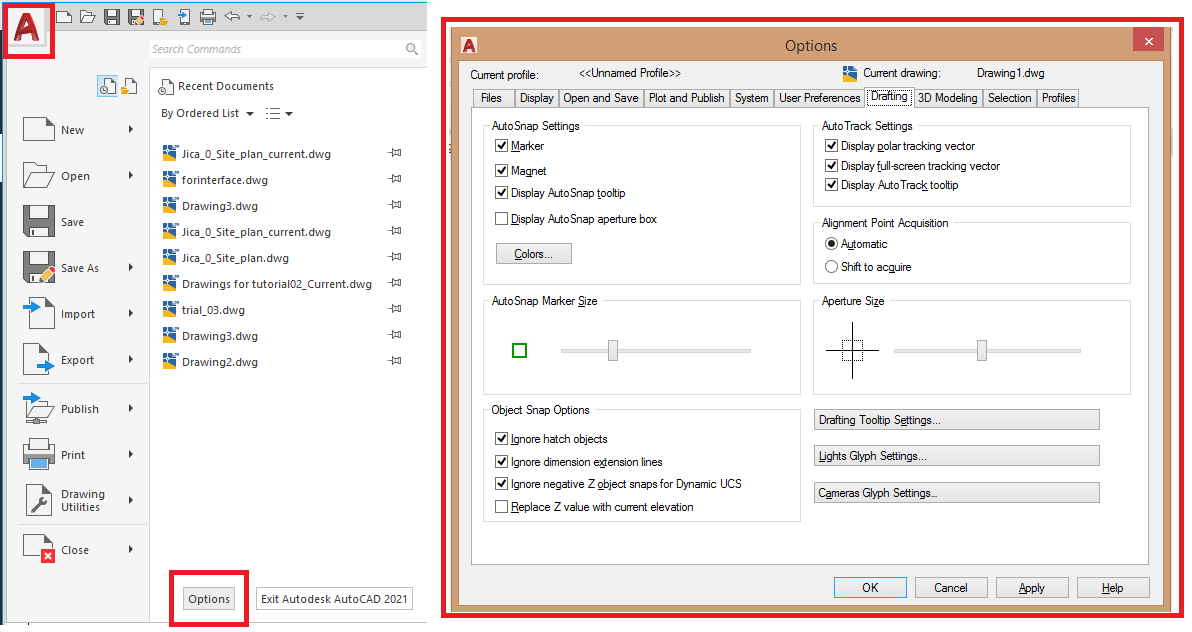 A
Search Commands
Recent Documents
By Ordered List
New
Open
Save
Save As
Import
Export
Publish
Print
Drawing
Utilities
Close
Jica_0_Site_plan_current.dwg
forinterface.dwg
Drawing3.dwg
Jica_0_Site_plan_current.dwg
Jica_0_Site_plan.dwg
Drawings for tutorial02_Current.dwg
trial_03.dwg
Drawing3.dwg
Drawing2.dwg
Options
Exit Autodesk AutoCAD 2021
A
Options
Current profile:
<<Unnamed Profile>>
Current drawing:
Drawing1.dwg
Files
Display
Open and Save
Plot and Publish
System
User Preferences
Drafting
3D Modeling
Selection
Profiles
AutoSnap Settings
Marker
Magnet
Display AutoSnap tooltip
Display AutoSnap aperture box
Colors...
AutoSnap Marker Size
Object Snap Options
Ignore hatch objects
Ignore dimension extension lines
Ignore negative Z object snaps for Dynamic UCS
Replace Z value with current elevation
AutoTrack Settings
Display polar tracking vector
Display full-screen tracking vector
Display AutoTrack tooltip
Alignment Point Acquisition
Automatic
Shift to acquire
Aperture Size
Drafting Tooltip Settings...
Lights Glyph Settings...
Cameras Glyph Settings...
OK
Cancel
Apply
Help